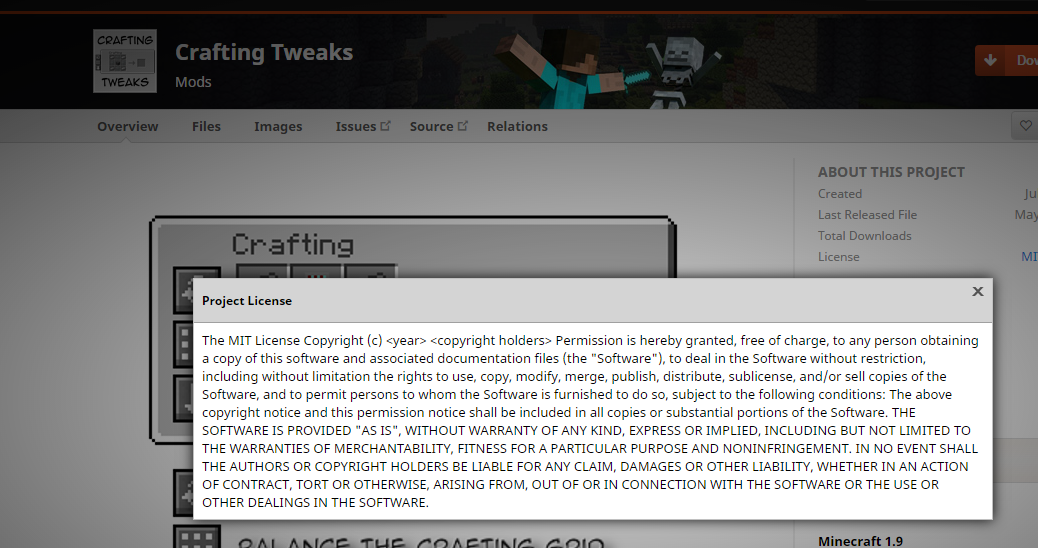 CRAFTING
TWEAKS
Crafting Tweaks
Mods
Overview Files Images Issues Source Relations
ABOUT THIS PROJECT
Created
Last Released File May
Total Downloads
License
Crafting
Project License
The MIT License Copyright (c) <year> <copyright holders> Permission is hereby granted, free of charge, to any person obtaining
a copy of this software and associated documentation files (the "Software"), to deal in the Software without restriction,
including without limitation the rights to use, copy, modify, merge, publish, distribute, sublicense, and/or sell copies of the
Software, and to permit persons to whom the Software is furnished to do so, subject to the following conditions: The above
copyright notice and this permission notice shall be included in all copies or substantial portions of the Software. THE
SOFTWARE IS PROVIDED "AS IS", WITHOUT WARRANTY OF ANY KIND, EXPRESS OR IMPLIED, INCLUDING BUT NOT LIMITED TO
THE WARRANTIES OF MERCHANTABILITY, FITNESS FOR A PARTICULAR PURPOSE AND NONINFRINGEMENT. IN NO EVENT SHALL
THE AUTHORS OR COPYRIGHT HOLDERS BE LIABLE FOR ANY CLAIM, DAMAGES OR OTHER LIABILITY, WHETHER IN AN ACTION
OF CONTRACT, TORT OR OTHERWISE, ARISING FROM, OUT OF OR IN CONNECTION WITH THE SOFTWARE OR THE USE OR
OTHER DEALINGS IN THE SOFTWARE.
BALANCE THE CRAFTING GRID
Minecraft 1.9